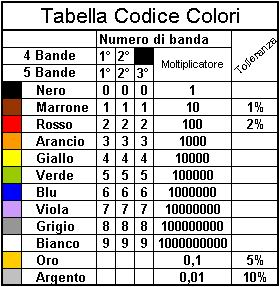 Tabella Codice Colori
Numero di banda
4 Bande 1° 2° Moltiplicatore Tolleranza
5 Bande 1° 2° 3°
Nero 0 0 0 1
Marrone 1 1 1 10 1%
Rosso 2 2 2 100 2%
Arancio 3 3 3 1000
Giallo 4 4 4 10000
Verde 5 5 5 100000
Blu 6 6 6 1000000
Viola 7 7 7 10000000
Grigio 8 8 8 100000000
Bianco 9 9 9 1000000000
Oro 0,1 5%
Argento 0,01 10%